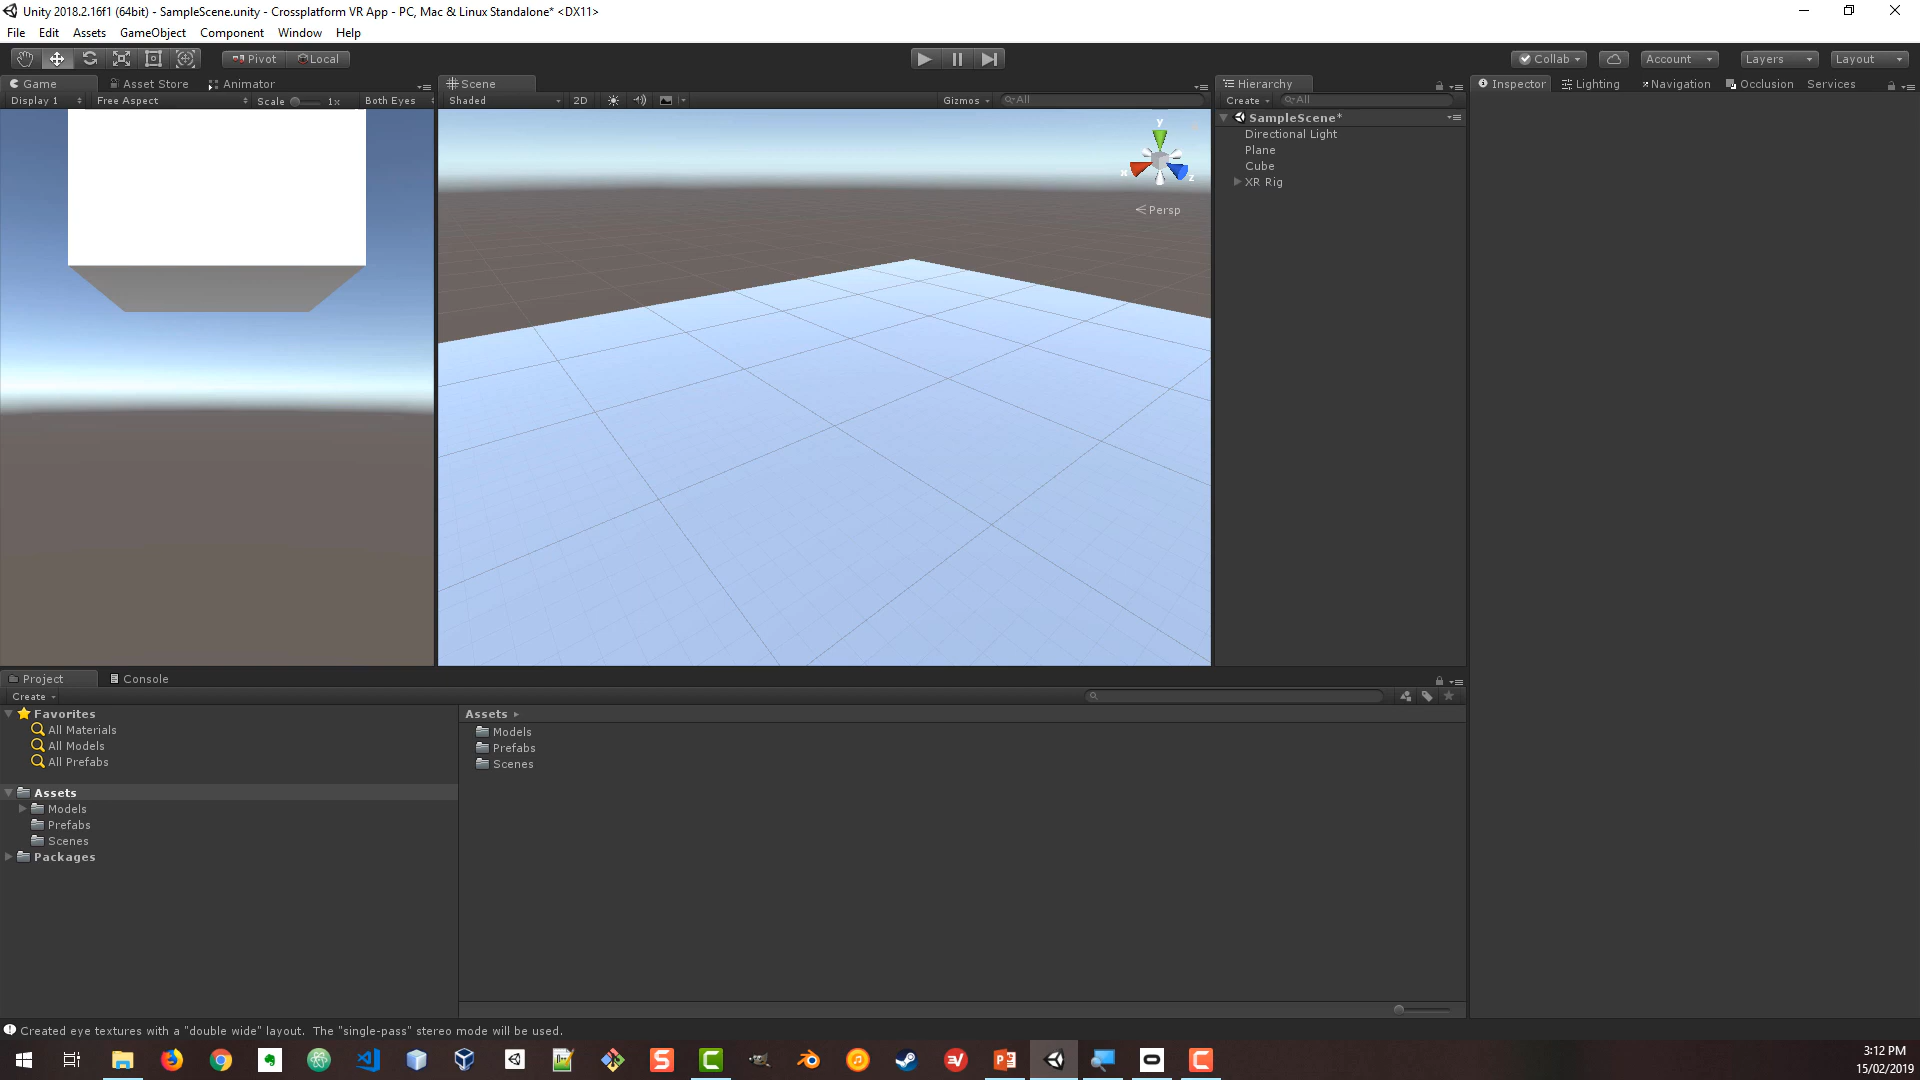 Unity 2018.2.16f1 (64bit) - SampleScene.unity - Crossplatform VR App - PC, Mac & Linux Standalone* <DX11>
File Edit Assets GameObject Component Window Help
Pivot Local Collab Account Layers Layout
Game Asset Store Animator Scene Hierarchy Inspector Lighting Navigation Occlusion Services
Display 1 Free Aspect Scale 1x Both Eyes Shaded 2D Gizmos All Create All
SampleScene*
Directional Light
Plane
Cube
XR Rig
y
x
z
Persp
Project Console
Create
Favorites
All Materials
All Models
All Prefabs
Assets
Models
Prefabs
Scenes
Packages
Assets
Models
Prefabs
Scenes
Created eye textures with a "double wide" layout. The "single-pass" stereo mode will be used.
3:12 PM
15/02/2019